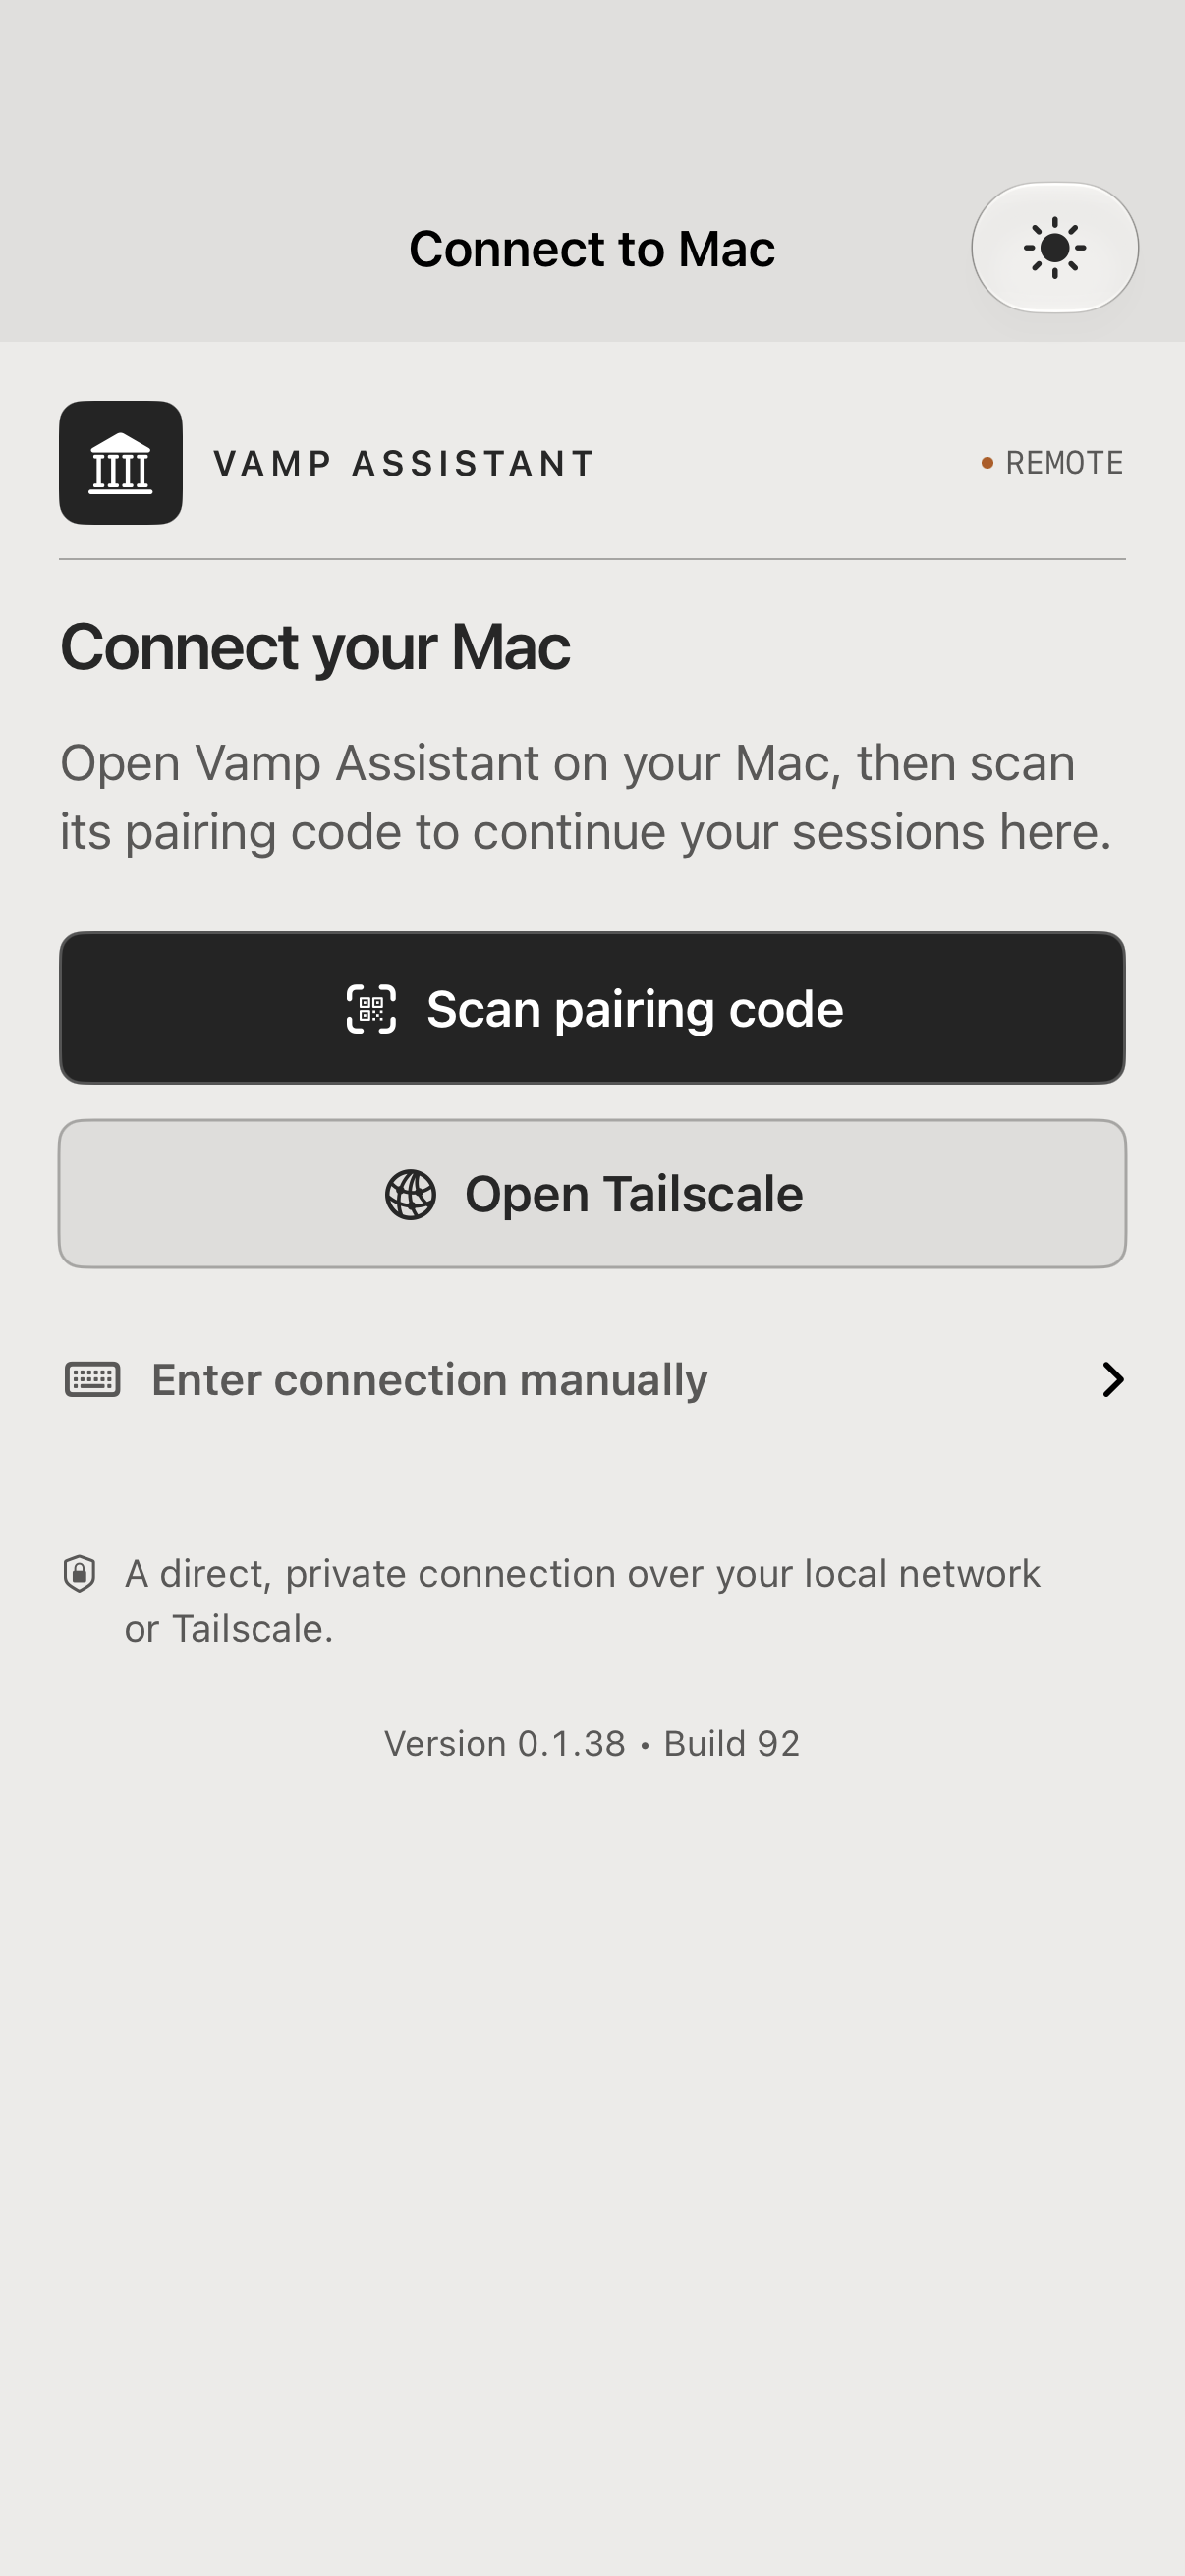 Connect to Mac
VAMP ASSISTANT
REMOTE
Connect your Mac
Open Vamp Assistant on your Mac, then scan
its pairing code to continue your sessions here.
Scan pairing code
Open Tailscale
Enter connection manually
A direct, private connection over your local network
or Tailscale.
Version 0.1.38 • Build 92